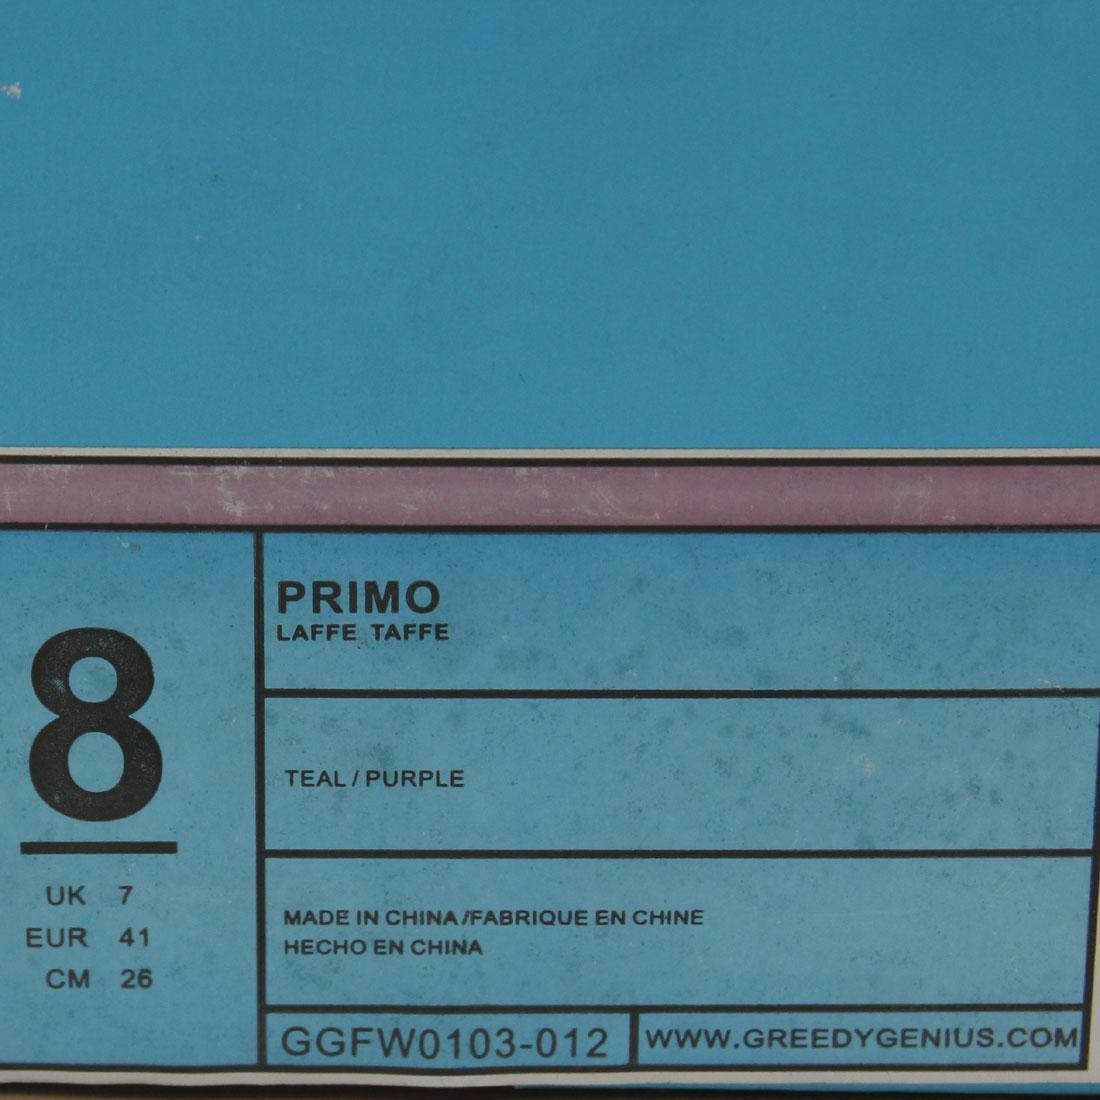 8
UK 7
EUR 41
CM 26
PRIMO
LAFFE TAFFE
TEAL / PURPLE
MADE IN CHINA /FABRIQUE EN CHINE
HECHO EN CHINA
GGFW0103-012
WWW.GREEDYGENIUS.COM